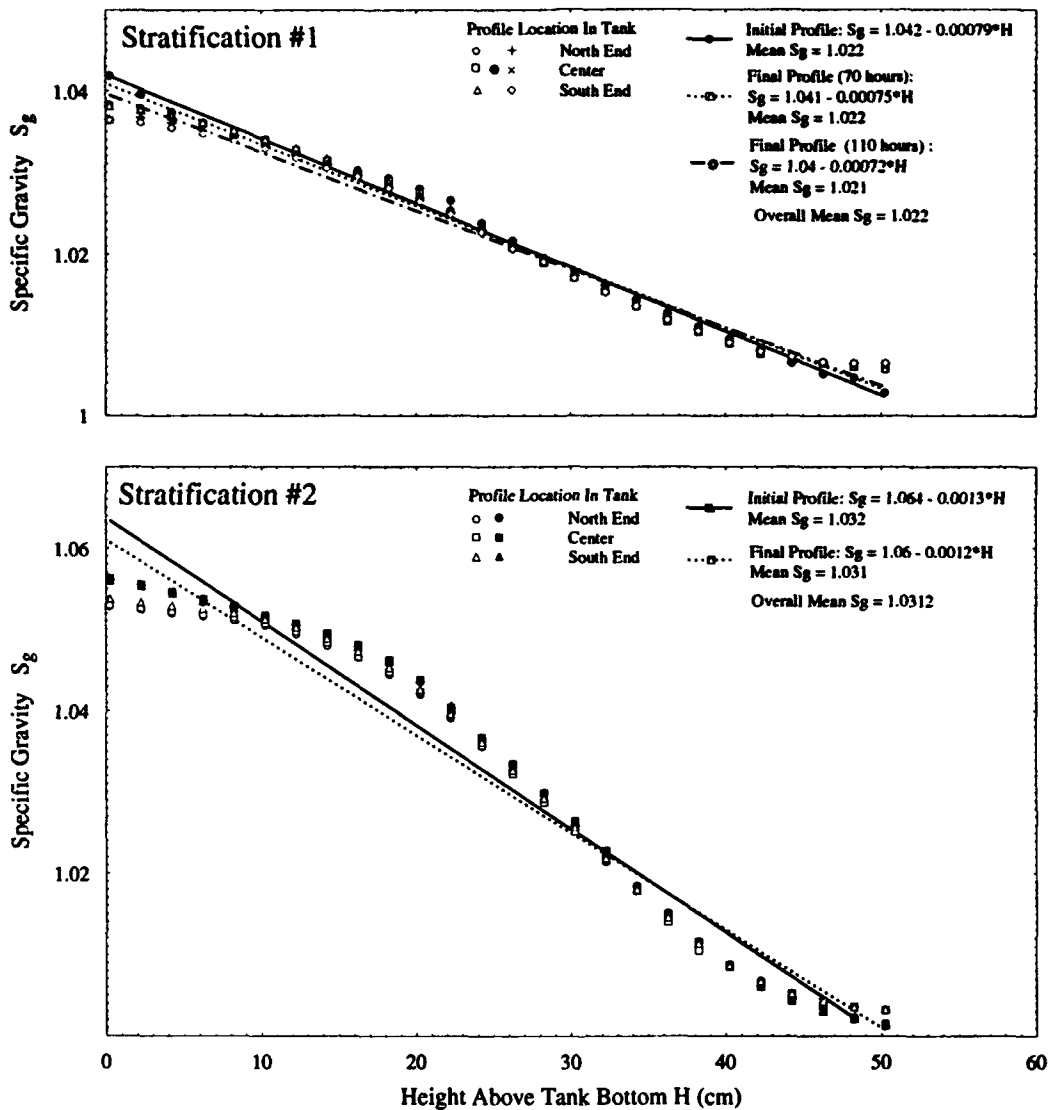 Stratification #1
Profile Location In Tank
North End
Center
South End
Initial Profile: Sg = 1.042 - 0.00079*H
Mean Sg = 1.022
Final Profile (70 hours):
Sg = 1.041 - 0.00075*H
Mean Sg = 1.022
Final Profile (110 hours) :
Sg = 1.04 - 0.00072*H
Mean Sg = 1.021
Overall Mean Sg = 1.022
Specific Gravity Sg
1.04
1.02
1
Stratification #2
Profile Location In Tank
North End
Center
South End
Initial Profile: Sg = 1.064 - 0.0013*H
Mean Sg = 1.032
Final Profile: Sg = 1.06 - 0.0012*H
Mean Sg = 1.031
Overall Mean Sg = 1.0312
Specific Gravity Sg
1.06
1.04
1.02
0 10 20 30 40 50 60
Height Above Tank Bottom H (cm)